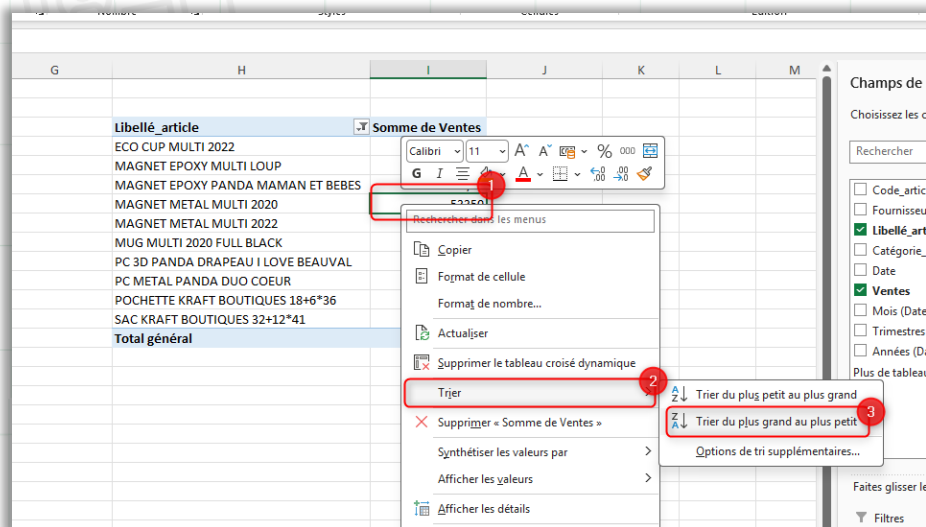 Styles
Cellules
Édition
G H I J K L M
Libellé_article Somme de Ventes
ECO CUP MULTI 2022
MAGNET EPOXY MULTI LOUP
MAGNET EPOXY PANDA MAMAN ET BEBES
MAGNET METAL MULTI 2020 52250
MAGNET METAL MULTI 2022
MUG MULTI 2020 FULL BLACK
PC 3D PANDA DRAPEAU I LOVE BEAUVAL
PC METAL PANDA DUO COEUR
POCHETTE KRAFT BOUTIQUES 18+6*36
SAC KRAFT BOUTIQUES 32+12*41
Total général
Calibri 11 A A % 000
G I A
1
Rechercher dans les menus
Copier
Format de cellule
Format de nombre...
Actualiser
Supprimer le tableau croisé dynamique
Trier
2
Supprimer « Somme de Ventes »
Synthétiser les valeurs par
Afficher les valeurs
Afficher les détails
Trier du plus petit au plus grand
Trier du plus grand au plus petit
3
Options de tri supplémentaires...
Champs de
Choisissez les c
Rechercher
Code_artic
Fournisseu
Libellé_art
Catégorie_
Date
Ventes
Mois (Date
Trimestres
Années (Da
Plus de tableau
Faites glisser le
Filtres